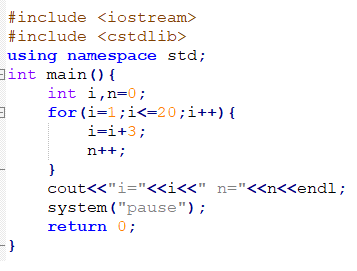 #include <iostream>
#include <cstdlib>
using namespace std;
int main(){
    int i,n=0;
    for(i=1;i<=20;i++){
        i=i+3;
        n++;
    }
    cout<<"i="<<i<<" n="<<n<<endl;
    system("pause");
    return 0;
}